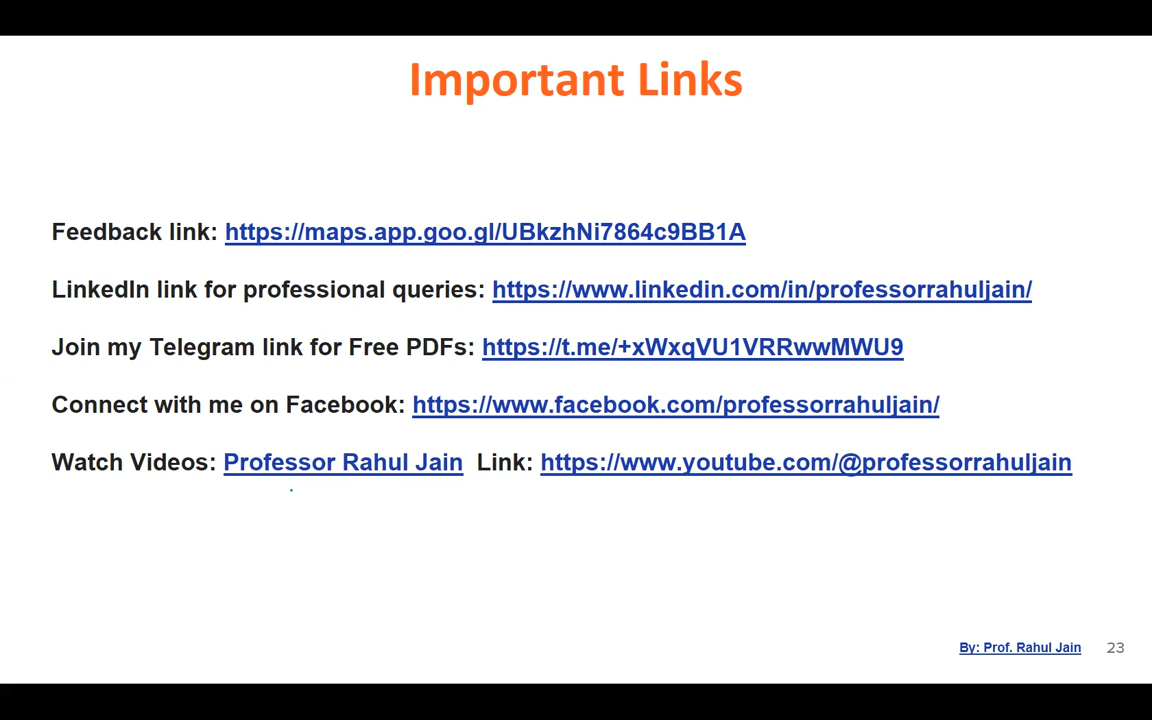 Important Links
Feedback link: https://maps.app.goo.gl/UBkzhNi7864c9BB1A
LinkedIn link for professional queries: https://www.linkedin.com/in/professorrahuljain/
Join my Telegram link for Free PDFs: https://t.me/+xWxqVU1VRRwwMWU9
Connect with me on Facebook: https://www.facebook.com/professorrahuljain/
Watch Videos: Professor Rahul Jain Link: https://www.youtube.com/@professorrahuljain
By: Prof. Rahul Jain 23